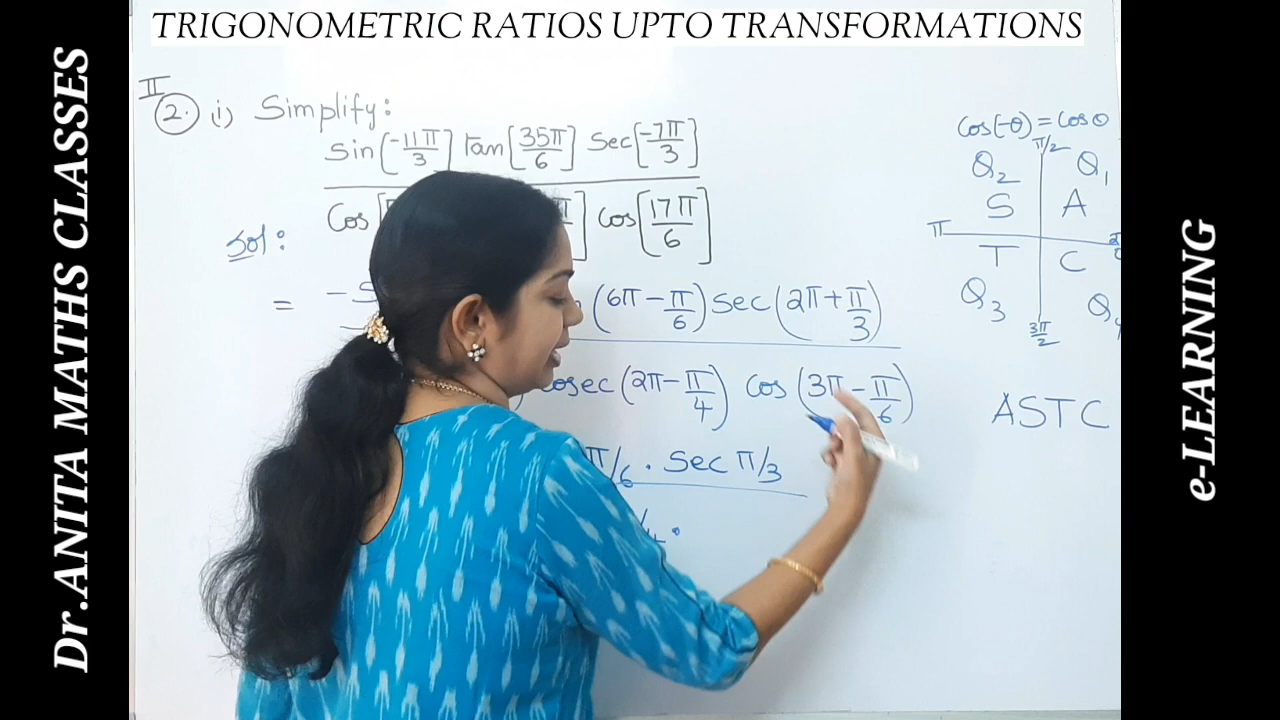 TRIGONOMETRIC RATIOS UPTO TRANSFORMATIONS
Dr.ANITA MATHS CLASSES
e-LEARNING
II
2. i) Simplify:
Sin[-11π/3] tan[35π/6] Sec[-7π/3]
Cos[ ] cos[17π/6]
Sol:
= - (6π-π/6) Sec(2π+π/3)
cosec(2π-π/4) cos(3π-π/6)
π/6 . Sec π/3
.
cos(-θ)=cosθ
π/2
Q2 Q1
S A
π
T C
Q3
3π/2
ASTC